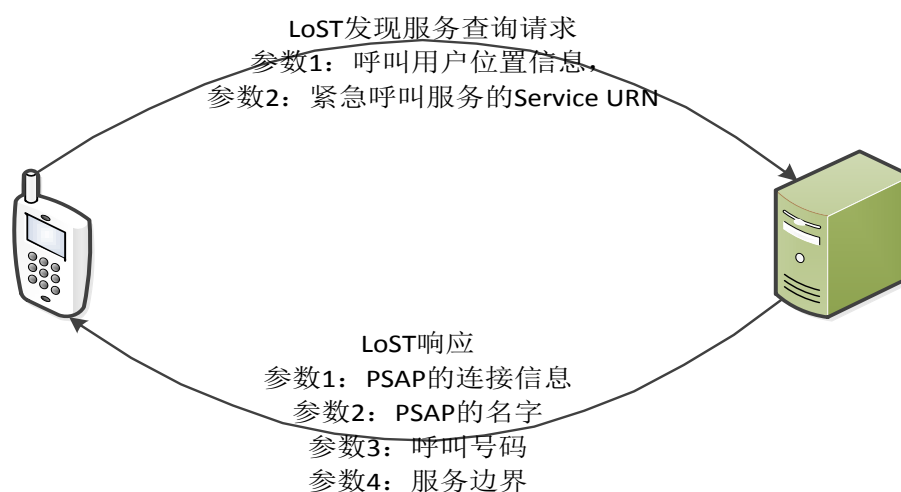 LoST发现服务查询请求
参数1：呼叫用户位置信息，
参数2：紧急呼叫服务的Service URN
LoST响应
参数1：PSAP的连接信息
参数2：PSAP的名字
参数3：呼叫号码
参数4：服务边界